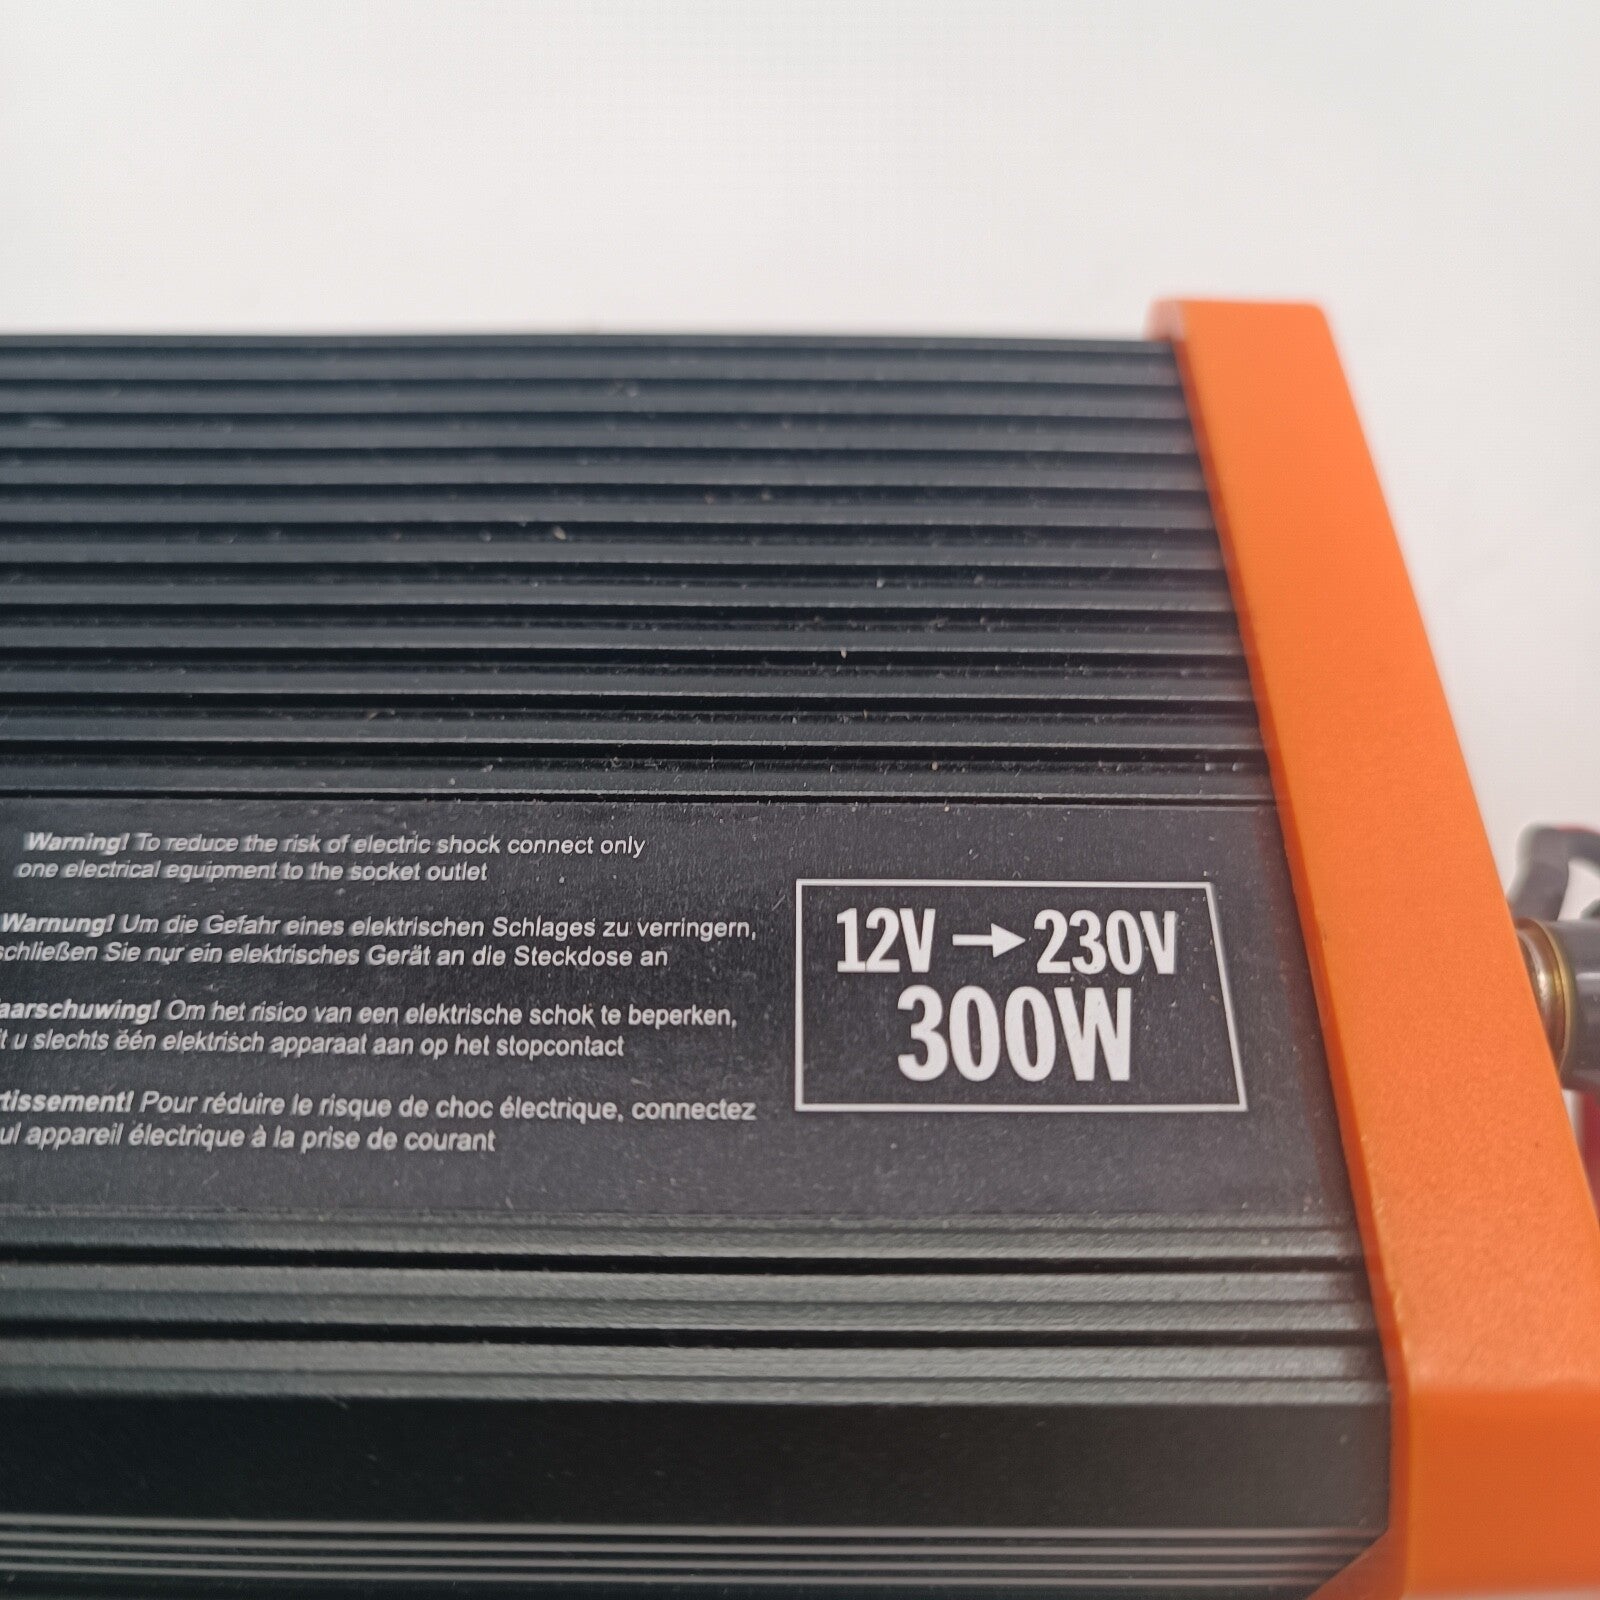 Warning! To reduce the risk of electric shock connect only
one electrical equipment to the socket outlet
Warnung! Um die Gefahr eines elektrischen Schlages zu verringern,
schließen Sie nur ein elektrisches Gerät an die Steckdose an
aarschuwing! Om het risico van een elektrische schok te beperken,
t u slechts één elektrisch apparaat aan op het stopcontact
rtissement! Pour réduire le risque de choc électrique, connectez
ul appareil électrique à la prise de courant
12V → 230V
300W